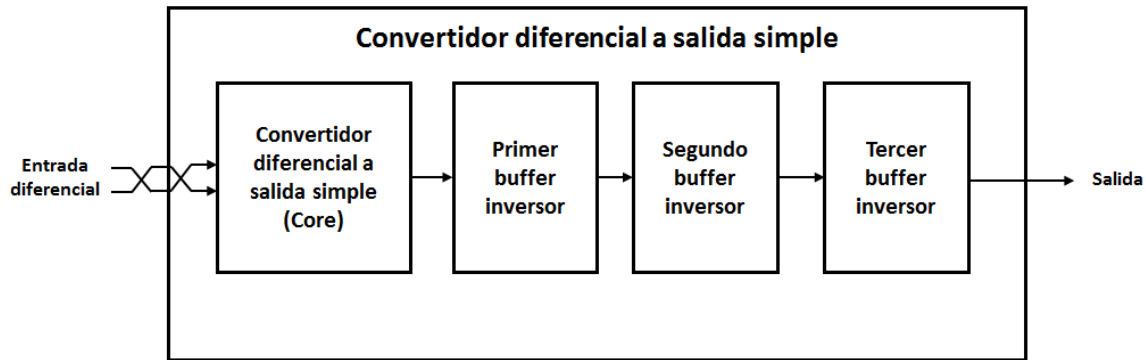 Convertidor diferencial a salida simple
Entrada
diferencial
Convertidor
diferencial a
salida simple
(Core)
Primer
buffer
inversor
Segundo
buffer
inversor
Tercer
buffer
inversor
Salida